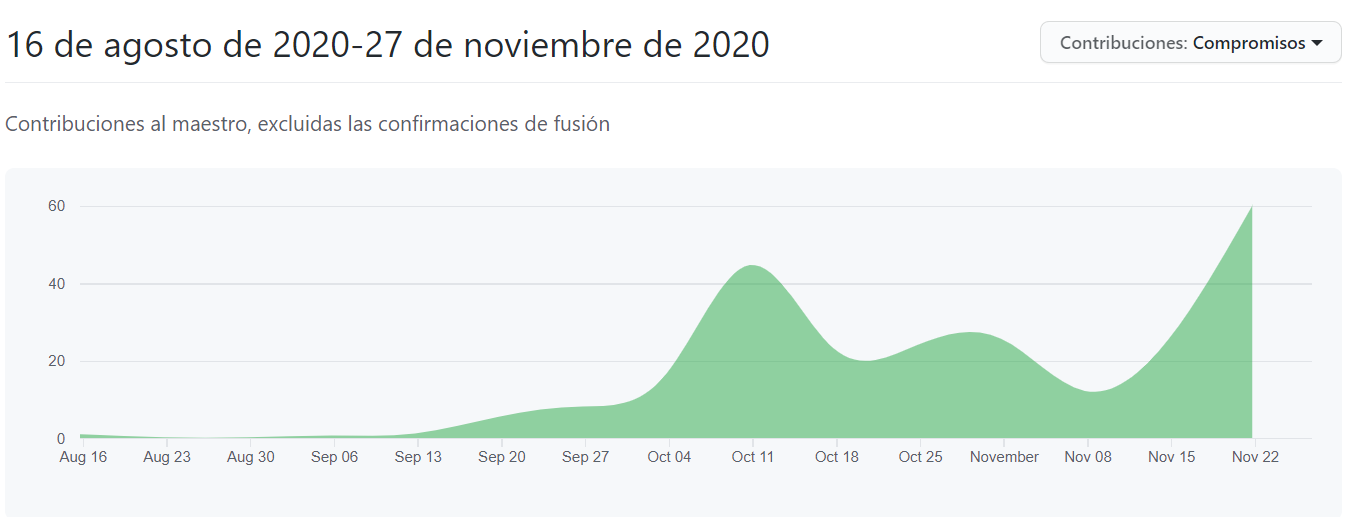 16 de agosto de 2020-27 de noviembre de 2020
Contribuciones: Compromisos
Contribuciones al maestro, excluidas las confirmaciones de fusión
60
40
20
0
Aug 16 Aug 23 Aug 30 Sep 06 Sep 13 Sep 20 Sep 27 Oct 04 Oct 11 Oct 18 Oct 25 November Nov 08 Nov 15 Nov 22